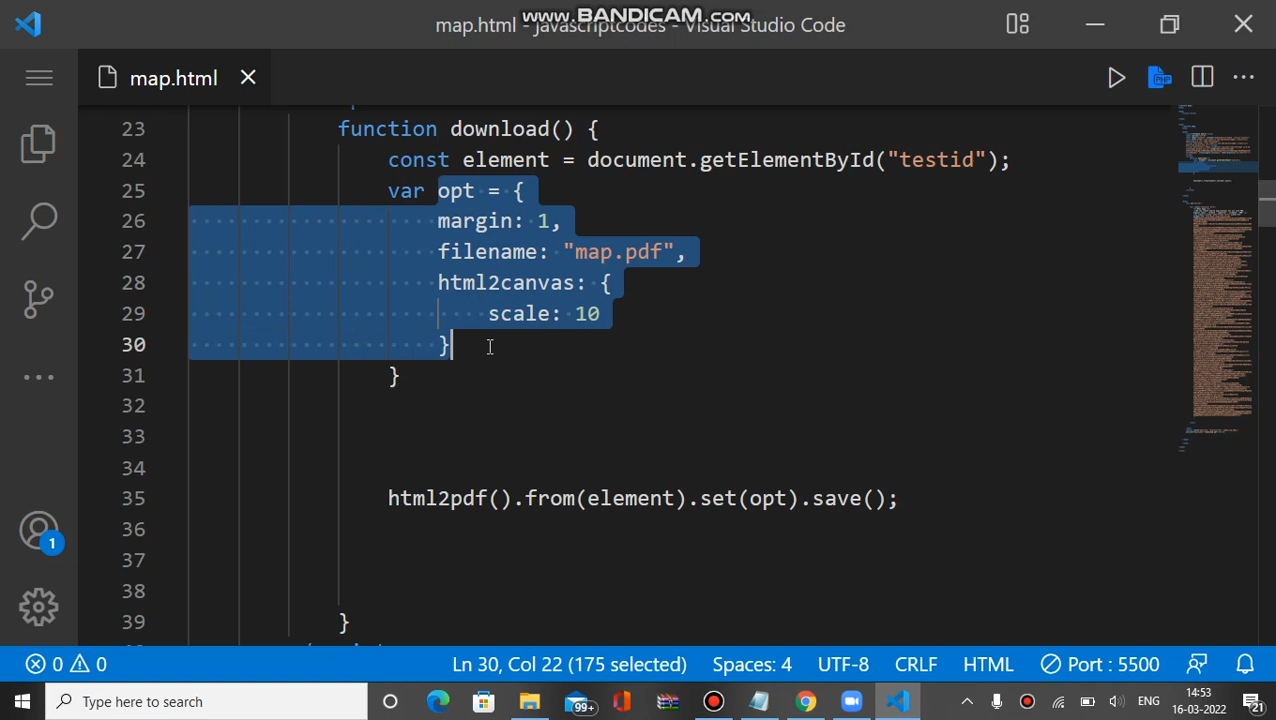 www.BANDICAM.com
map.html - javascriptcodes - Visual Studio Code
map.html
23 function download() {
24 const element = document.getElementById("testid");
25 var opt = {
26 margin: 1,
27 filename: "map.pdf",
28 html2canvas: {
29 scale: 10
30 }
31 }
32
33
34
35 html2pdf().from(element).set(opt).save();
36
37
38
39 }
1
0 0
Ln 30, Col 22 (175 selected)
Spaces: 4
UTF-8
CRLF
HTML
Port : 5500
Type here to search
99+
ENG
14:53
16-03-2022
21